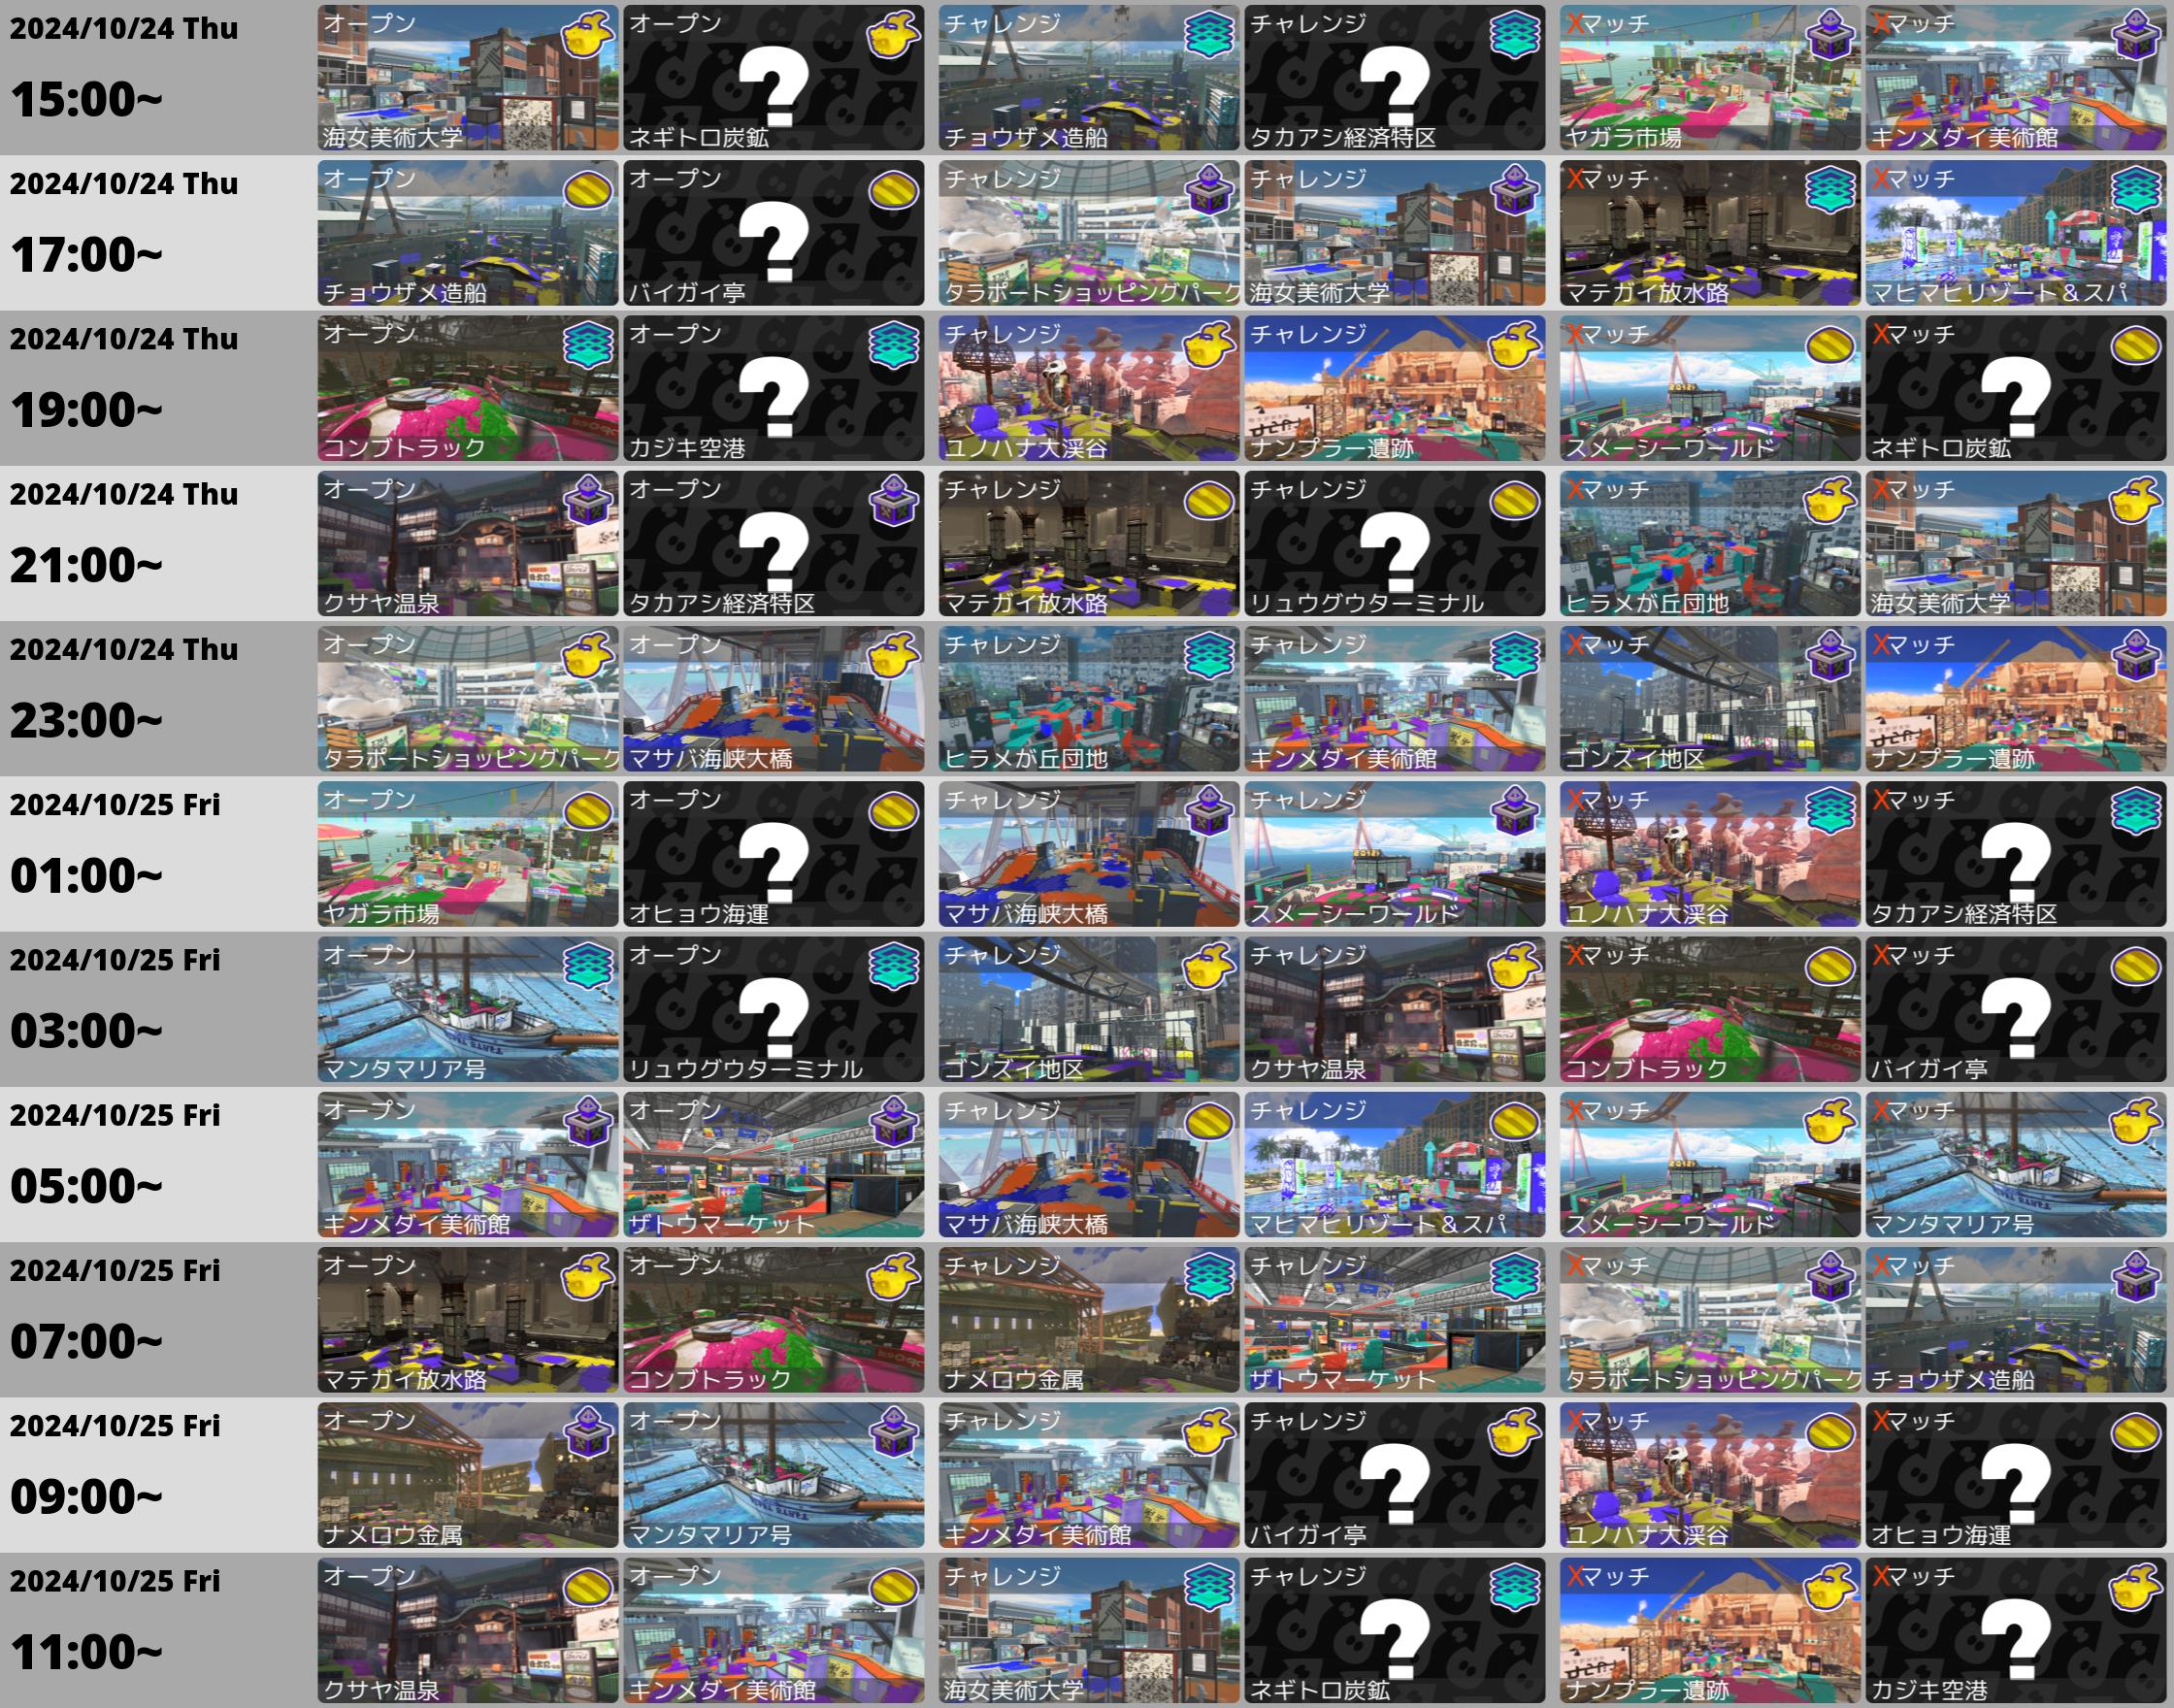 2024/10/24 Thu
15:00~
オープン
海女美術大学
オープン
ネギトロ炭鉱
チャレンジ
チョウザメ造船
チャレンジ
タカアシ経済特区
Xマッチ
ヤガラ市場
Xマッチ
キンメダイ美術館
2024/10/24 Thu
17:00~
オープン
チョウザメ造船
オープン
バイガイ亭
チャレンジ
タラポートショッピングパーク
チャレンジ
海女美術大学
Xマッチ
マテガイ放水路
Xマッチ
マヒマヒリゾート&スパ
2024/10/24 Thu
19:00~
オープン
コンブトラック
オープン
カジキ空港
チャレンジ
ユノハナ大渓谷
チャレンジ
ナンプラー遺跡
Xマッチ
スメーシーワールド
Xマッチ
ネギトロ炭鉱
2024/10/24 Thu
21:00~
オープン
クサヤ温泉
オープン
タカアシ経済特区
チャレンジ
マテガイ放水路
チャレンジ
リュウグウターミナル
Xマッチ
ヒラメが丘団地
Xマッチ
海女美術大学
2024/10/24 Thu
23:00~
オープン
タラポートショッピングパーク
オープン
マサバ海峡大橋
チャレンジ
ヒラメが丘団地
チャレンジ
キンメダイ美術館
Xマッチ
ゴンズイ地区
Xマッチ
ナンプラー遺跡
2024/10/25 Fri
01:00~
オープン
ヤガラ市場
オープン
オヒョウ海運
チャレンジ
マサバ海峡大橋
チャレンジ
スメーシーワールド
Xマッチ
ユノハナ大渓谷
Xマッチ
タカアシ経済特区
2024/10/25 Fri
03:00~
オープン
マンタマリア号
オープン
リュウグウターミナル
チャレンジ
ゴンズイ地区
チャレンジ
クサヤ温泉
Xマッチ
コンブトラック
Xマッチ
バイガイ亭
2024/10/25 Fri
05:00~
オープン
キンメダイ美術館
オープン
ザトウマーケット
チャレンジ
マサバ海峡大橋
チャレンジ
マヒマヒリゾート&スパ
Xマッチ
スメーシーワールド
Xマッチ
マンタマリア号
2024/10/25 Fri
07:00~
オープン
マテガイ放水路
オープン
コンブトラック
チャレンジ
ナメロウ金属
チャレンジ
ザトウマーケット
Xマッチ
タラポートショッピングパーク
Xマッチ
チョウザメ造船
2024/10/25 Fri
09:00~
オープン
ナメロウ金属
オープン
マンタマリア号
チャレンジ
キンメダイ美術館
チャレンジ
バイガイ亭
Xマッチ
ユノハナ大渓谷
Xマッチ
オヒョウ海運
2024/10/25 Fri
11:00~
オープン
クサヤ温泉
オープン
キンメダイ美術館
チャレンジ
海女美術大学
チャレンジ
ネギトロ炭鉱
Xマッチ
ナンプラー遺跡
Xマッチ
カジキ空港